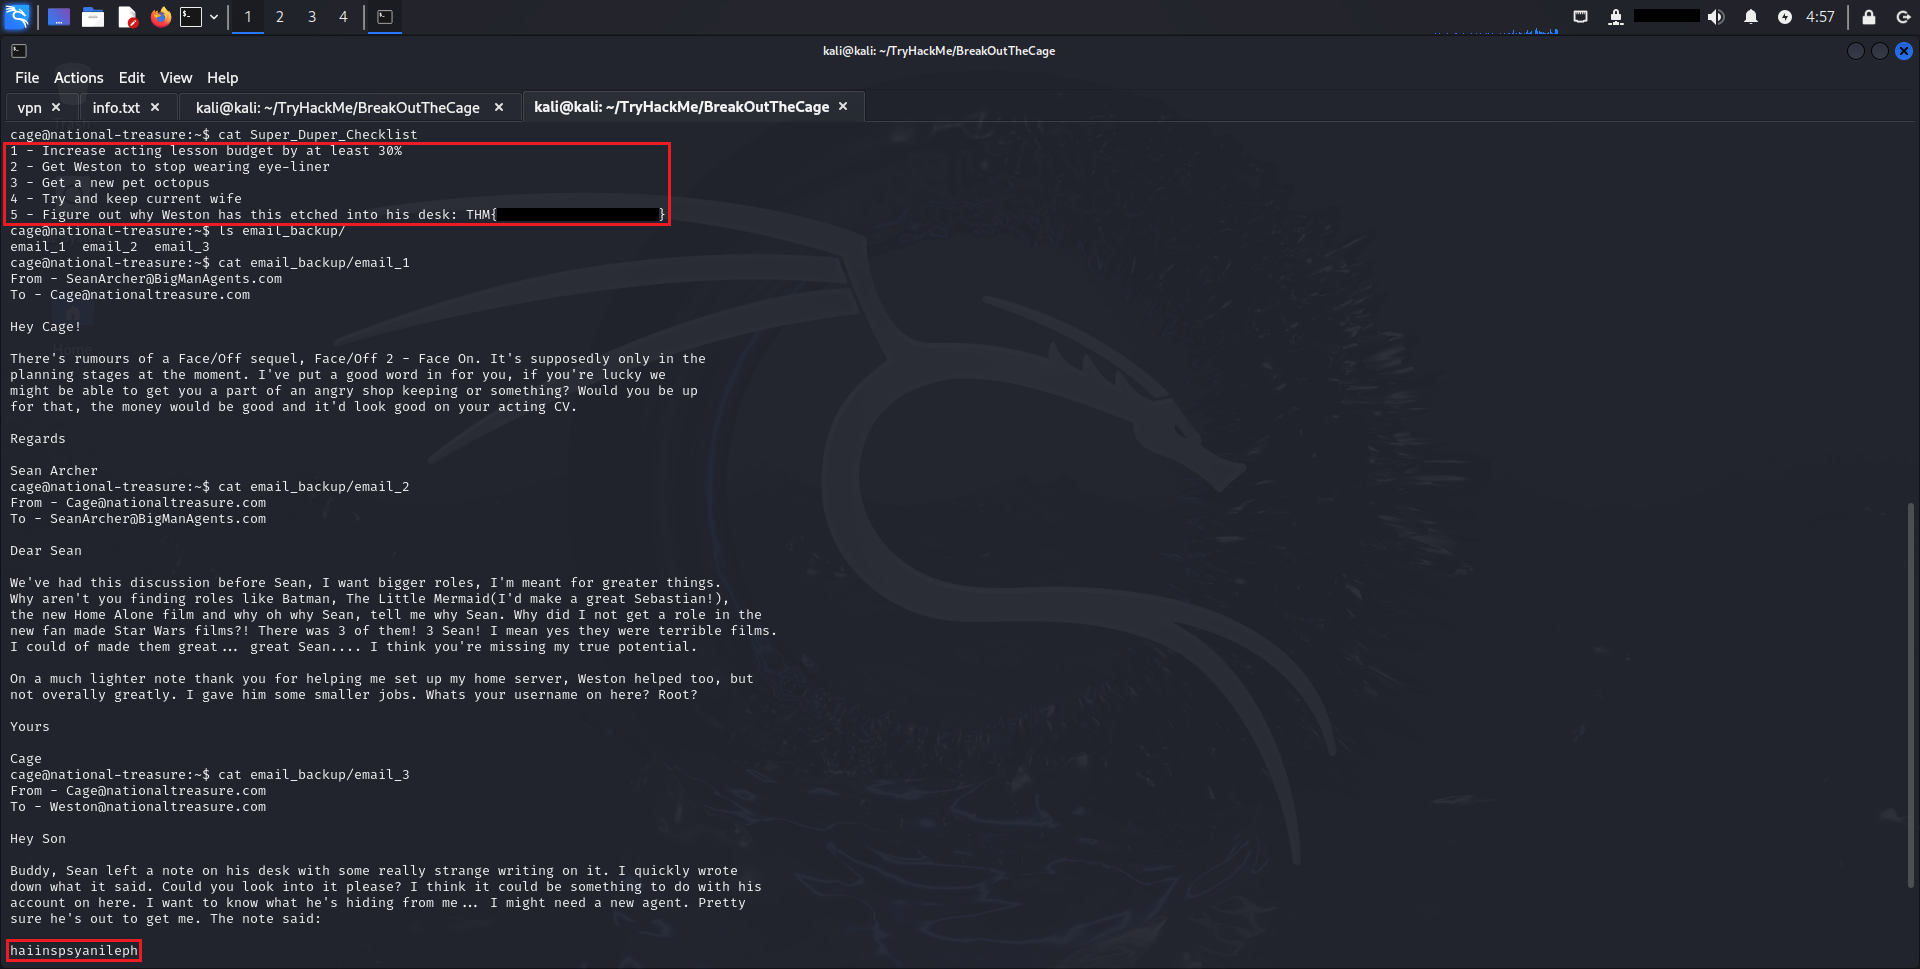 1 2 3 4
4:57
kali@kali: ~/TryHackMe/BreakOutTheCage
File Actions Edit View Help
vpn × info.txt × kali@kali: ~/TryHackMe/BreakOutTheCage × kali@kali: ~/TryHackMe/BreakOutTheCage ×
cage@national-treasure:~$ cat Super_Duper_Checklist
1 - Increase acting lesson budget by at least 30%
2 - Get Weston to stop wearing eye-liner
3 - Get a new pet octopus
4 - Try and keep current wife
5 - Figure out why Weston has this etched into his desk: THM{ }
cage@national-treasure:~$ ls email_backup/
email_1 email_2 email_3
cage@national-treasure:~$ cat email_backup/email_1
From - SeanArcher@BigManAgents.com
To - Cage@nationaltreasure.com
Hey Cage!
There's rumours of a Face/Off sequel, Face/Off 2 - Face On. It's supposedly only in the
planning stages at the moment. I've put a good word in for you, if you're lucky we
might be able to get you a part of an angry shop keeping or something? Would you be up
for that, the money would be good and it'd look good on your acting CV.
Regards
Sean Archer
cage@national-treasure:~$ cat email_backup/email_2
From - Cage@nationaltreasure.com
To - SeanArcher@BigManAgents.com
Dear Sean
We've had this discussion before Sean, I want bigger roles, I'm meant for greater things.
Why aren't you finding roles like Batman, The Little Mermaid(I'd make a great Sebastian!),
the new Home Alone film and why oh why Sean, tell me why Sean. Why did I not get a role in the
new fan made Star Wars films?! There was 3 of them! 3 Sean! I mean yes they were terrible films.
I could of made them great... great Sean.... I think you're missing my true potential.
On a much lighter note thank you for helping me set up my home server, Weston helped too, but
not overally greatly. I gave him some smaller jobs. Whats your username on here? Root?
Yours
Cage
cage@national-treasure:~$ cat email_backup/email_3
From - Cage@nationaltreasure.com
To - Weston@nationaltreasure.com
Hey Son
Buddy, Sean left a note on his desk with some really strange writing on it. I quickly wrote
down what it said. Could you look into it please? I think it could be something to do with his
account on here. I want to know what he's hiding from me... I might need a new agent. Pretty
sure he's out to get me. The note said:
haiinspsyanileph